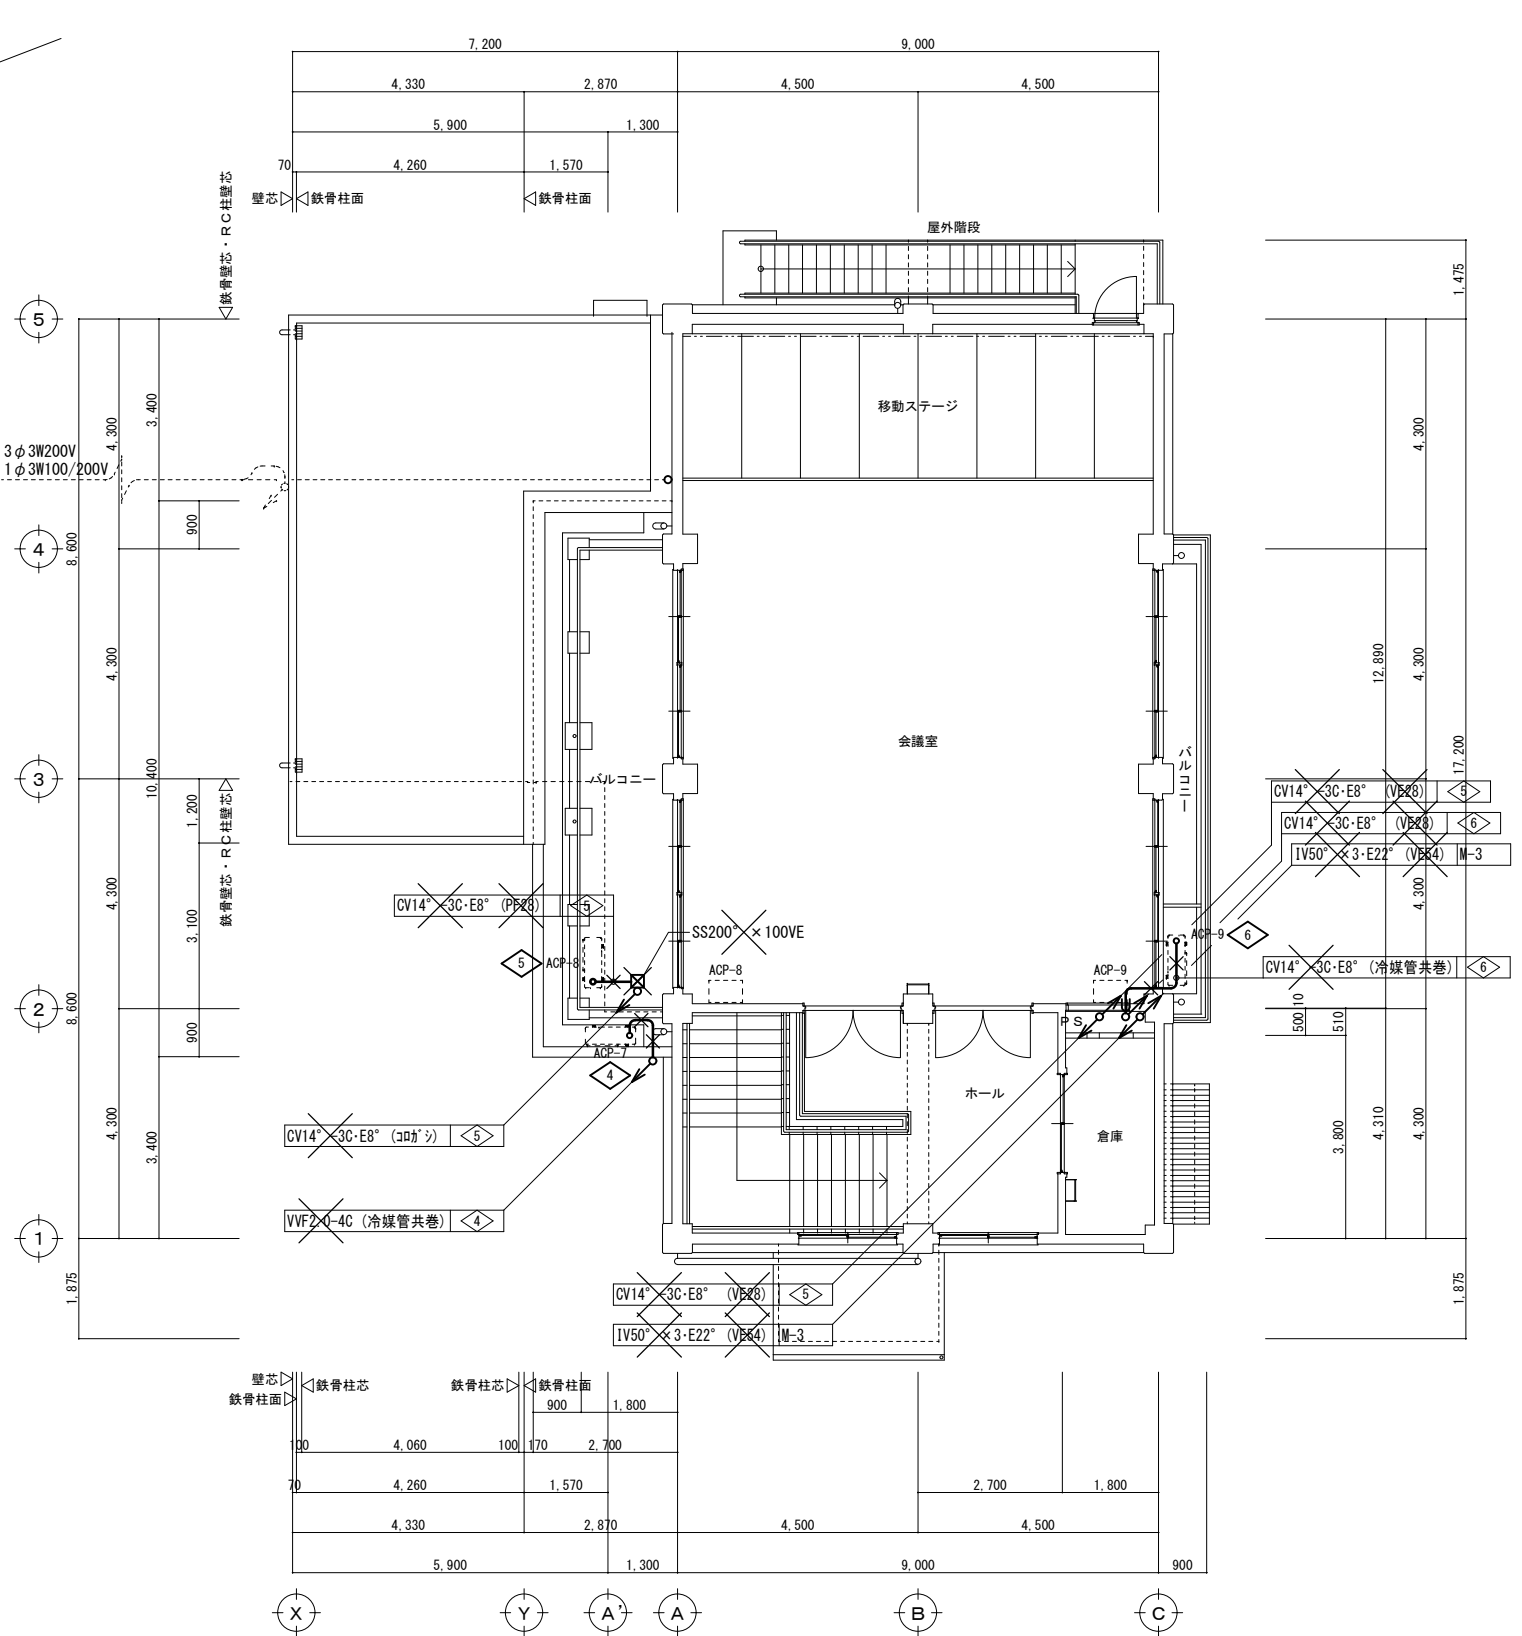 7,200
9,000
4,330
2,870
4,500
4,500
5,900
1,300
70
4,260
1,570
壁芯
鉄骨柱面
鉄骨柱面
鉄骨壁芯・RC柱壁芯
屋外階段
1,475
5
3,400
4,300
4,300
移動ステージ
3φ3W200V
1φ3W100/200V
900
4
8,600
4,300
4,300
12,890
会議室
バルコニー
17,200
3
バルコニー
10,400
1,200
鉄骨壁芯・RC柱壁芯
CV14°-3C・E8° (VE28) 5
CV14°-3C・E8° (VE28) 6
IV50°×3・E22° (VE54) M-3
4,300
3,100
4,300
CV14°-3C・E8° (PF28) 5
SS200°×100VE
ACP-9 6
5 ACP-8
ACP-8
ACP-9
CV14°-3C・E8° (冷媒管共巻) 6
2
8,600
900
PS
500
10
510
ACP-7
4
ホール
倉庫
4,300
3,400
3,800
4,310
4,300
CV14°-3C・E8° (コロガシ) 5
VVF2.0-4C (冷媒管共巻) 4
1
1,875
CV14°-3C・E8° (VE28) 5
IV50°×3・E22° (VE54) M-3
1,875
壁芯
鉄骨柱芯
鉄骨柱芯
鉄骨柱面
鉄骨柱面
900
1,800
100
4,060
100
170
2,700
70
4,260
1,570
2,700
1,800
4,330
2,870
4,500
4,500
5,900
1,300
9,000
900
X
Y
A'
A
B
C